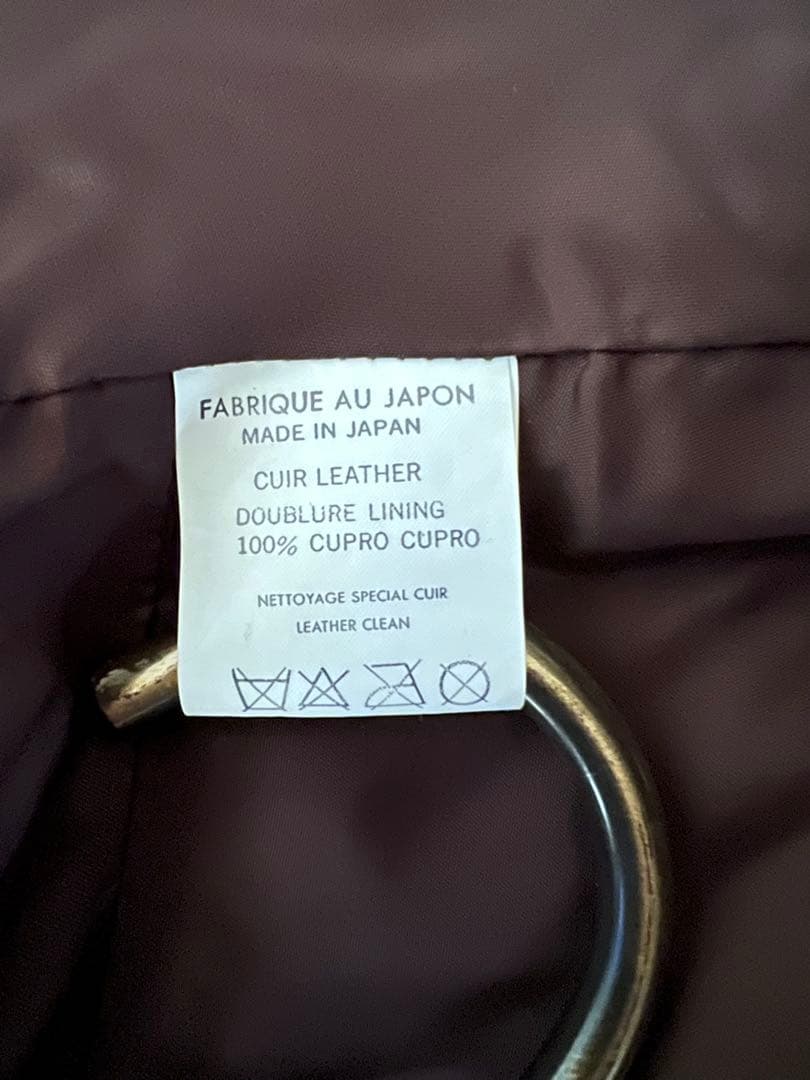 FABRIQUE AU JAPON
MADE IN JAPAN
CUIR LEATHER
DOUBLURE LINING
100% CUPRO CUPRO
NETTOYAGE SPECIAL CUIR
LEATHER CLEAN